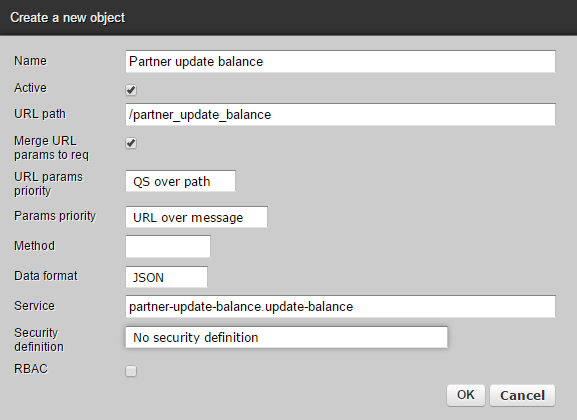 Create a new object
Name
Partner update balance
Active
URL path
/partner_update_balance
Merge URL
params to req
URL params
priority
QS over path
Params priority
URL over message
Method
Data format
JSON
Service
partner-update-balance.update-balance
Security
definition
No security definition
RBAC
OK
Cancel